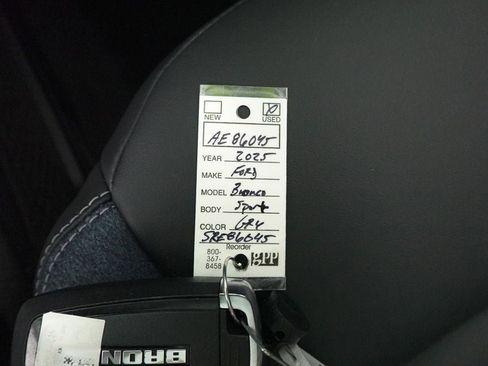 NEW USED
AE86045
YEAR 2025
MAKE Ford
MODEL Bronco
BODY Sport
COLOR GRY
SRE86045
Reorder
800-
367-
8458
gpp
BRON